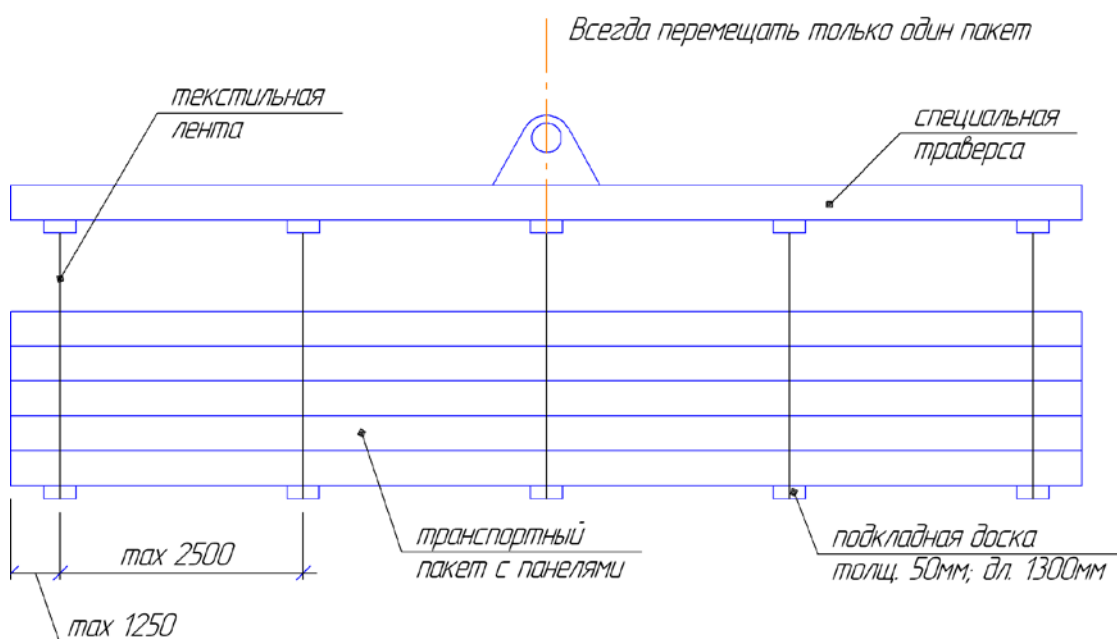 Всегда перемещать только один пакет
текстильная
лента
специальная
траверса
транспортный
пакет с панелями
подкладная доска
толщ. 50мм; дл. 1300мм
max 2500
max 1250